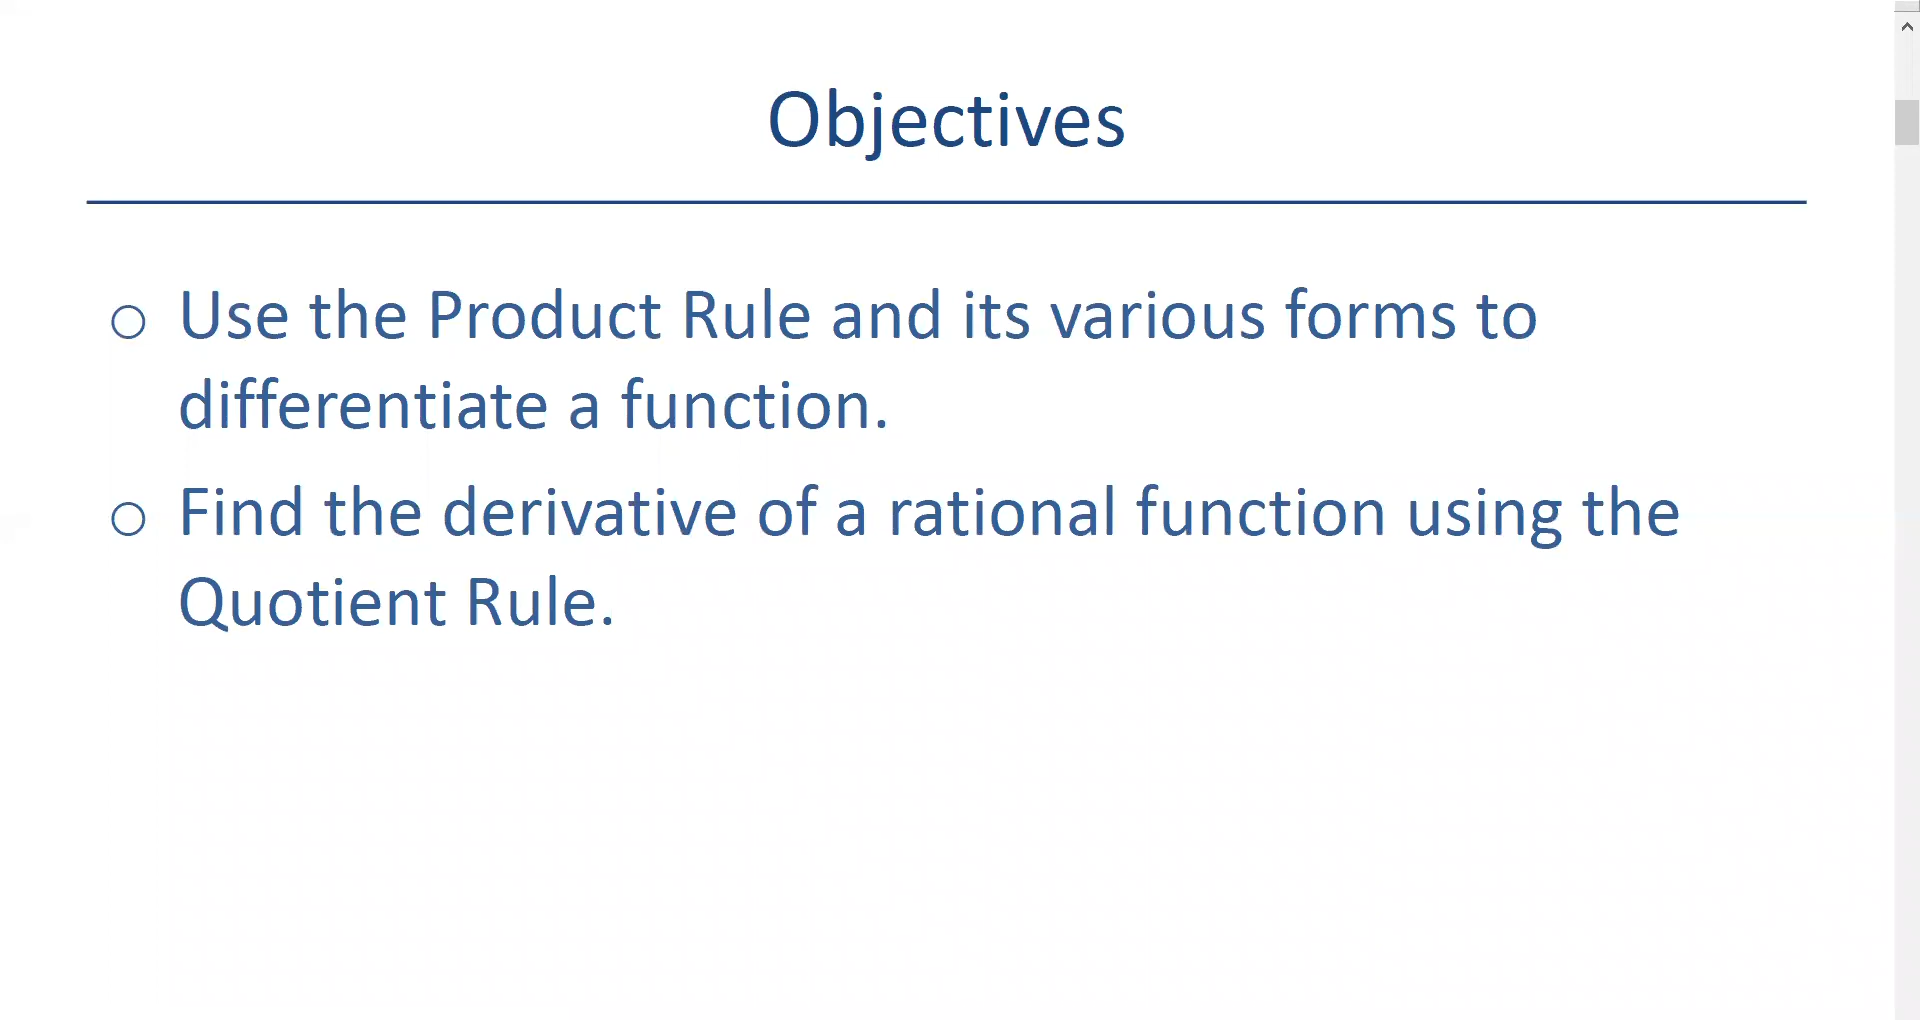 Objectives
○ Use the Product Rule and its various forms to
differentiate a function.
○ Find the derivative of a rational function using the
Quotient Rule.